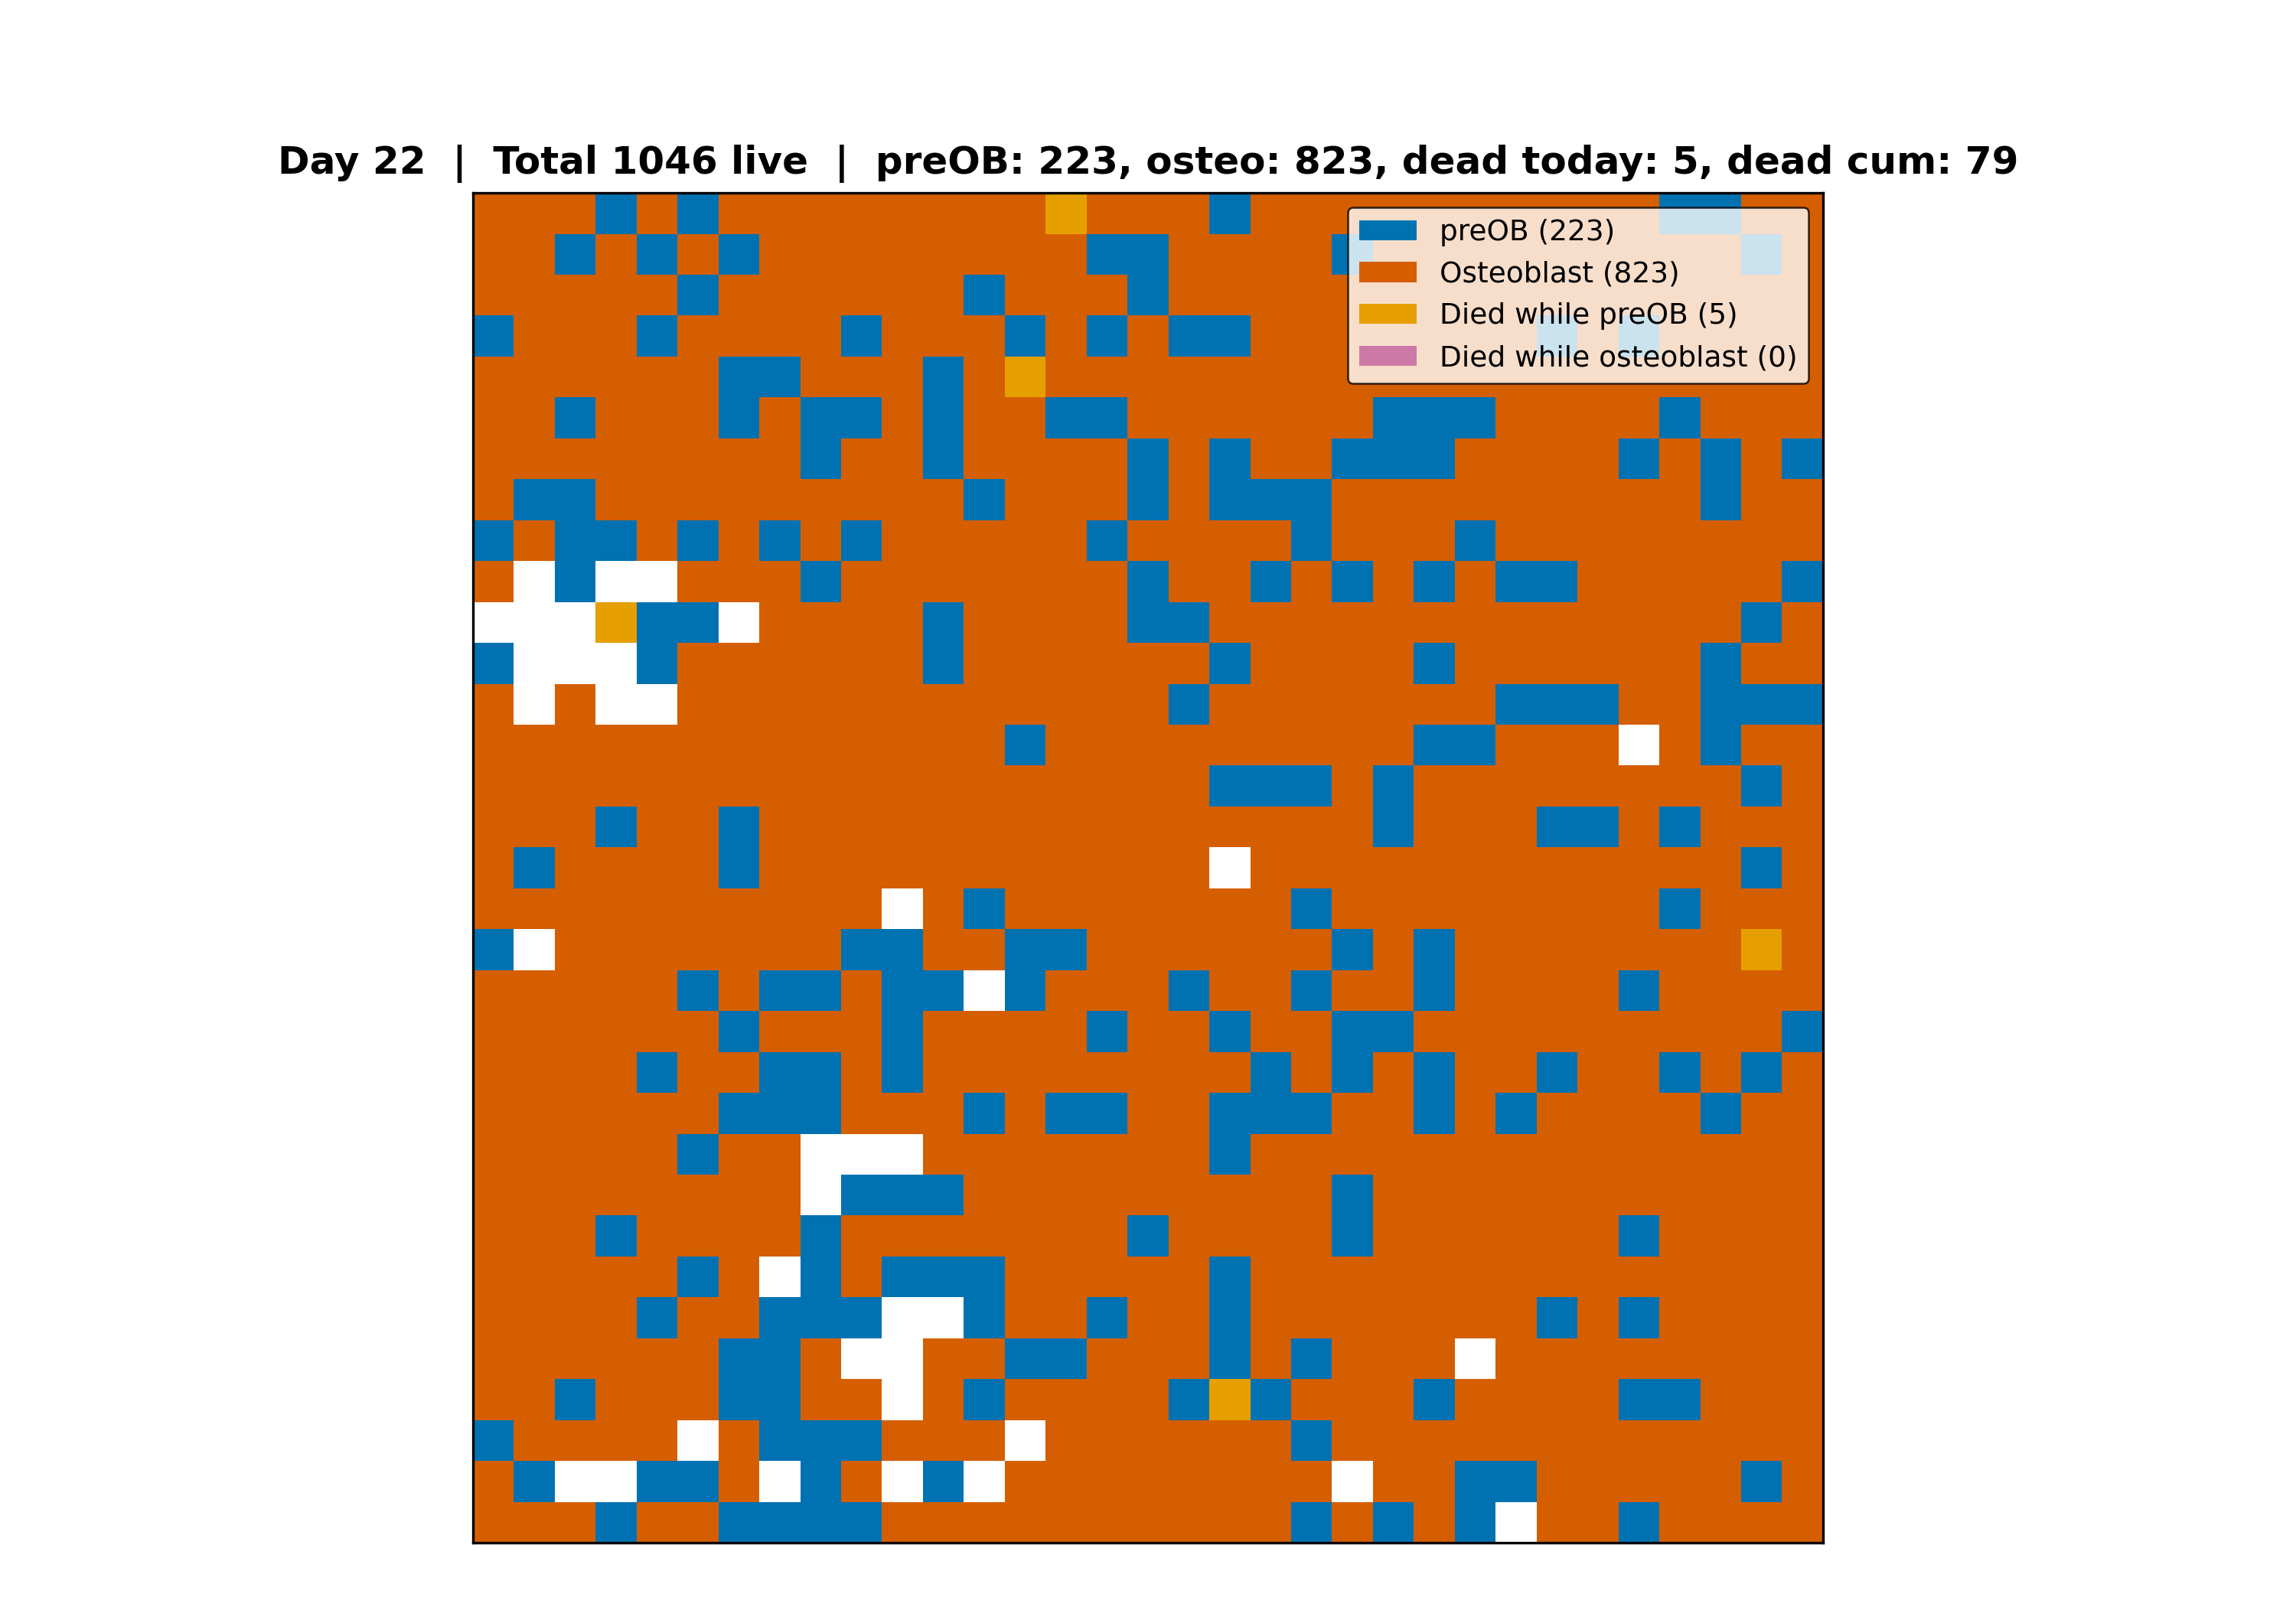 Day 22 | Total 1046 live | preOB: 223, osteo: 823, dead today: 5, dead cum: 79
preOB (223)
Osteoblast (823)
Died while preOB (5)
Died while osteoblast (0)